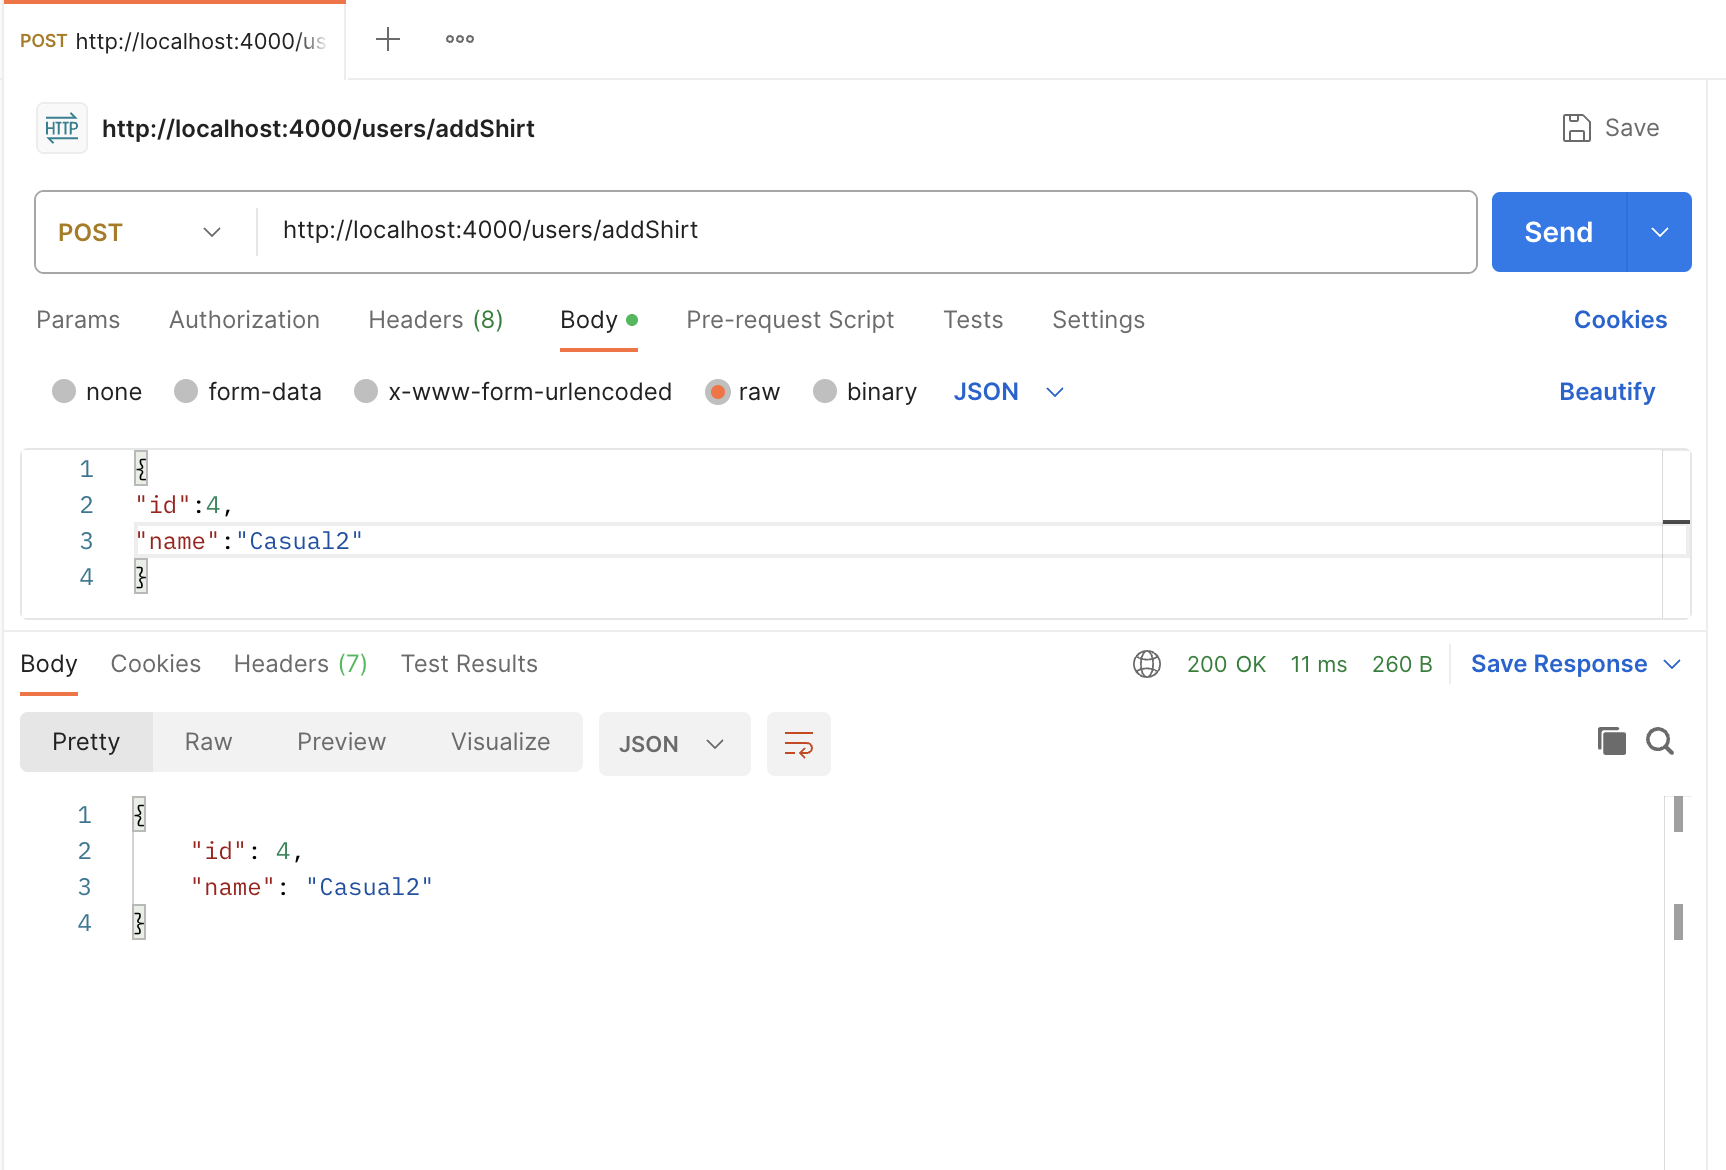 POST http://localhost:4000/us
HTTP http://localhost:4000/users/addShirt Save
POST http://localhost:4000/users/addShirt Send
Params Authorization Headers (8) Body Pre-request Script Tests Settings Cookies
none form-data x-www-form-urlencoded raw binary JSON Beautify
1 {
2 "id":4,
3 "name":"Casual2"
4 }
Body Cookies Headers (7) Test Results 200 OK 11 ms 260 B Save Response
Pretty Raw Preview Visualize JSON
1 {
2 "id": 4,
3 "name": "Casual2"
4 }